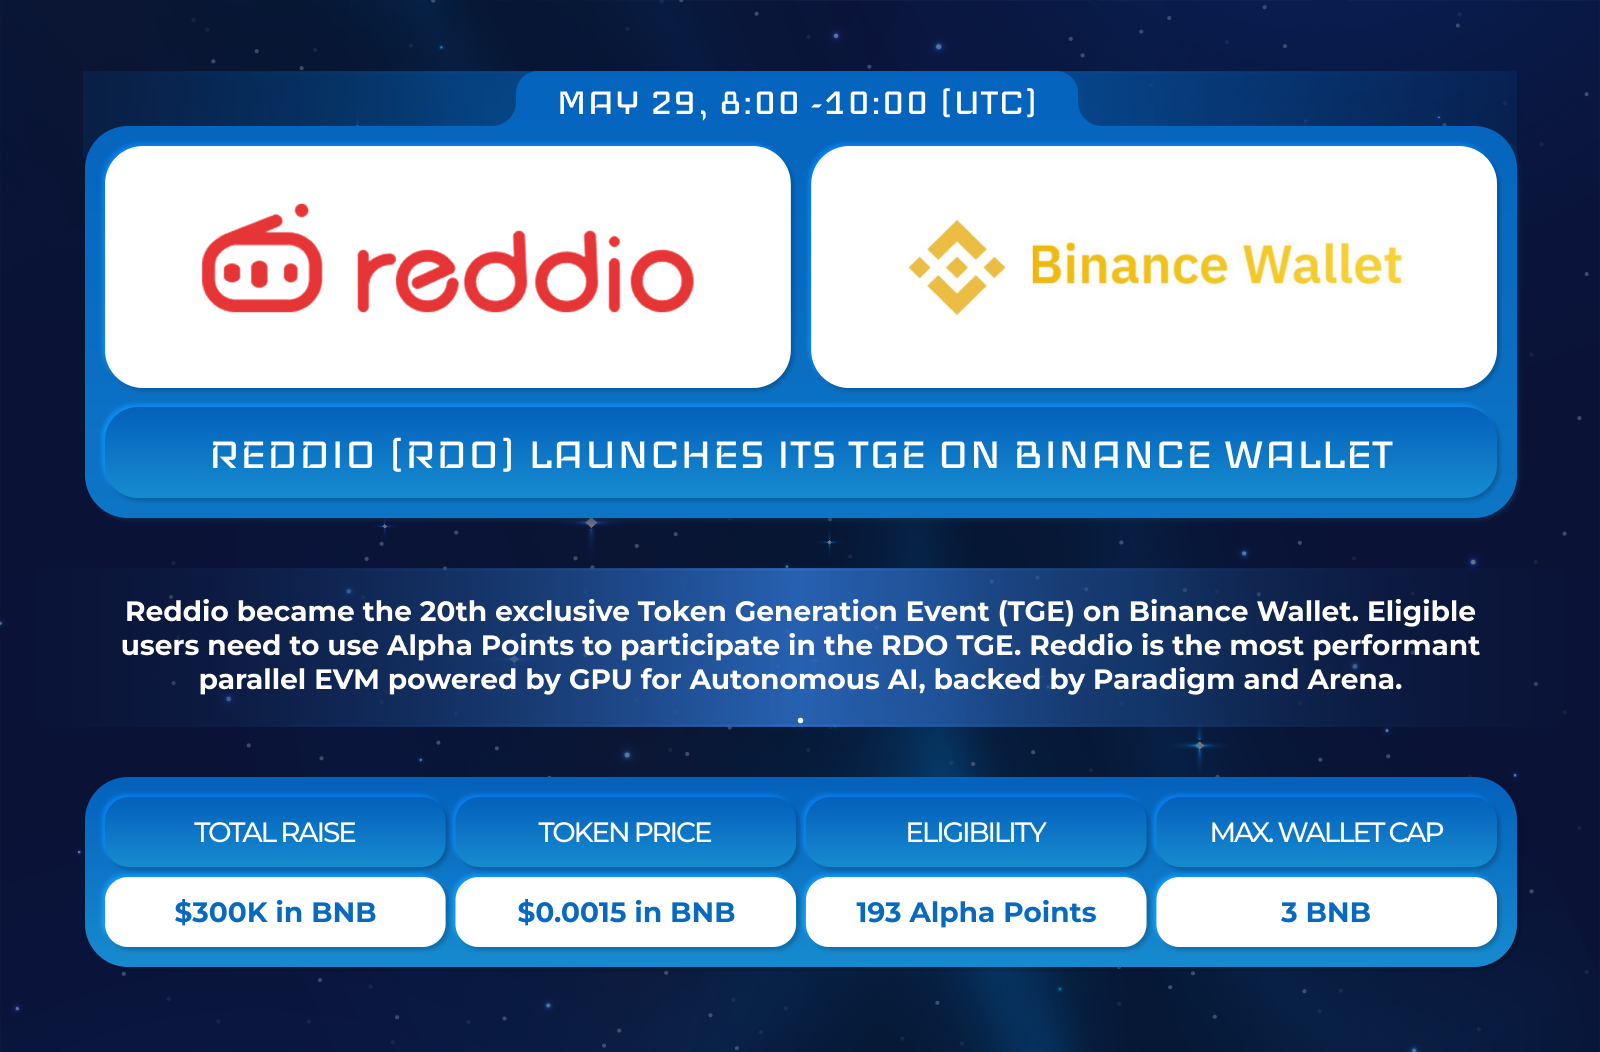 MAY 29, 8:00 -10:00 (UTC)
reddio
Binance Wallet
REDDIO (RDO) LAUNCHES ITS TGE ON BINANCE WALLET
Reddio became the 20th exclusive Token Generation Event (TGE) on Binance Wallet. Eligible
users need to use Alpha Points to participate in the RDO TGE. Reddio is the most performant
parallel EVM powered by GPU for Autonomous AI, backed by Paradigm and Arena.
TOTAL RAISE
TOKEN PRICE
ELIGIBILITY
MAX. WALLET CAP
$300K in BNB
$0.0015 in BNB
193 Alpha Points
3 BNB